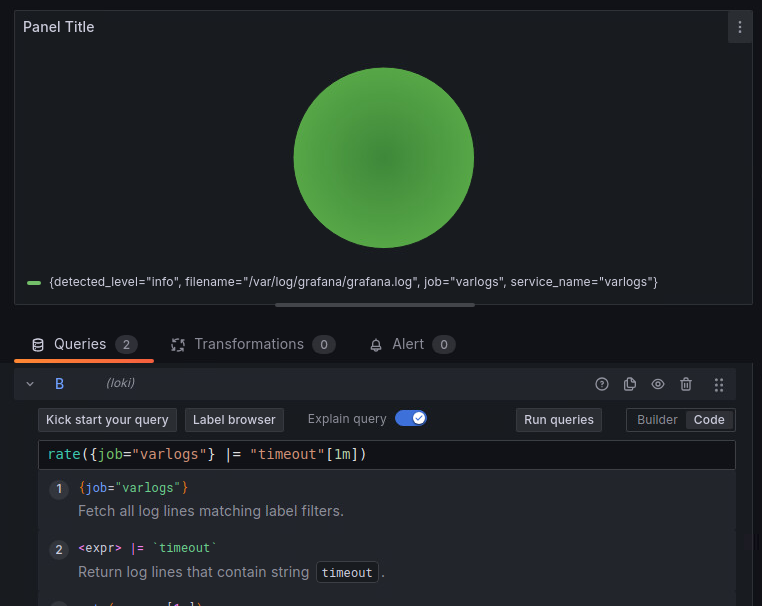 Panel Title
{detected_level="info", filename="/var/log/grafana/grafana.log", job="varlogs", service_name="varlogs"}
Queries 2 Transformations 0 Alert 0
B (loki)
Kick start your query Label browser Explain query Run queries Builder Code
rate({job="varlogs"} |= "timeout"[1m])
1 {job="varlogs"}
Fetch all log lines matching label filters.
2 <expr> |= `timeout`
Return log lines that contain string timeout.